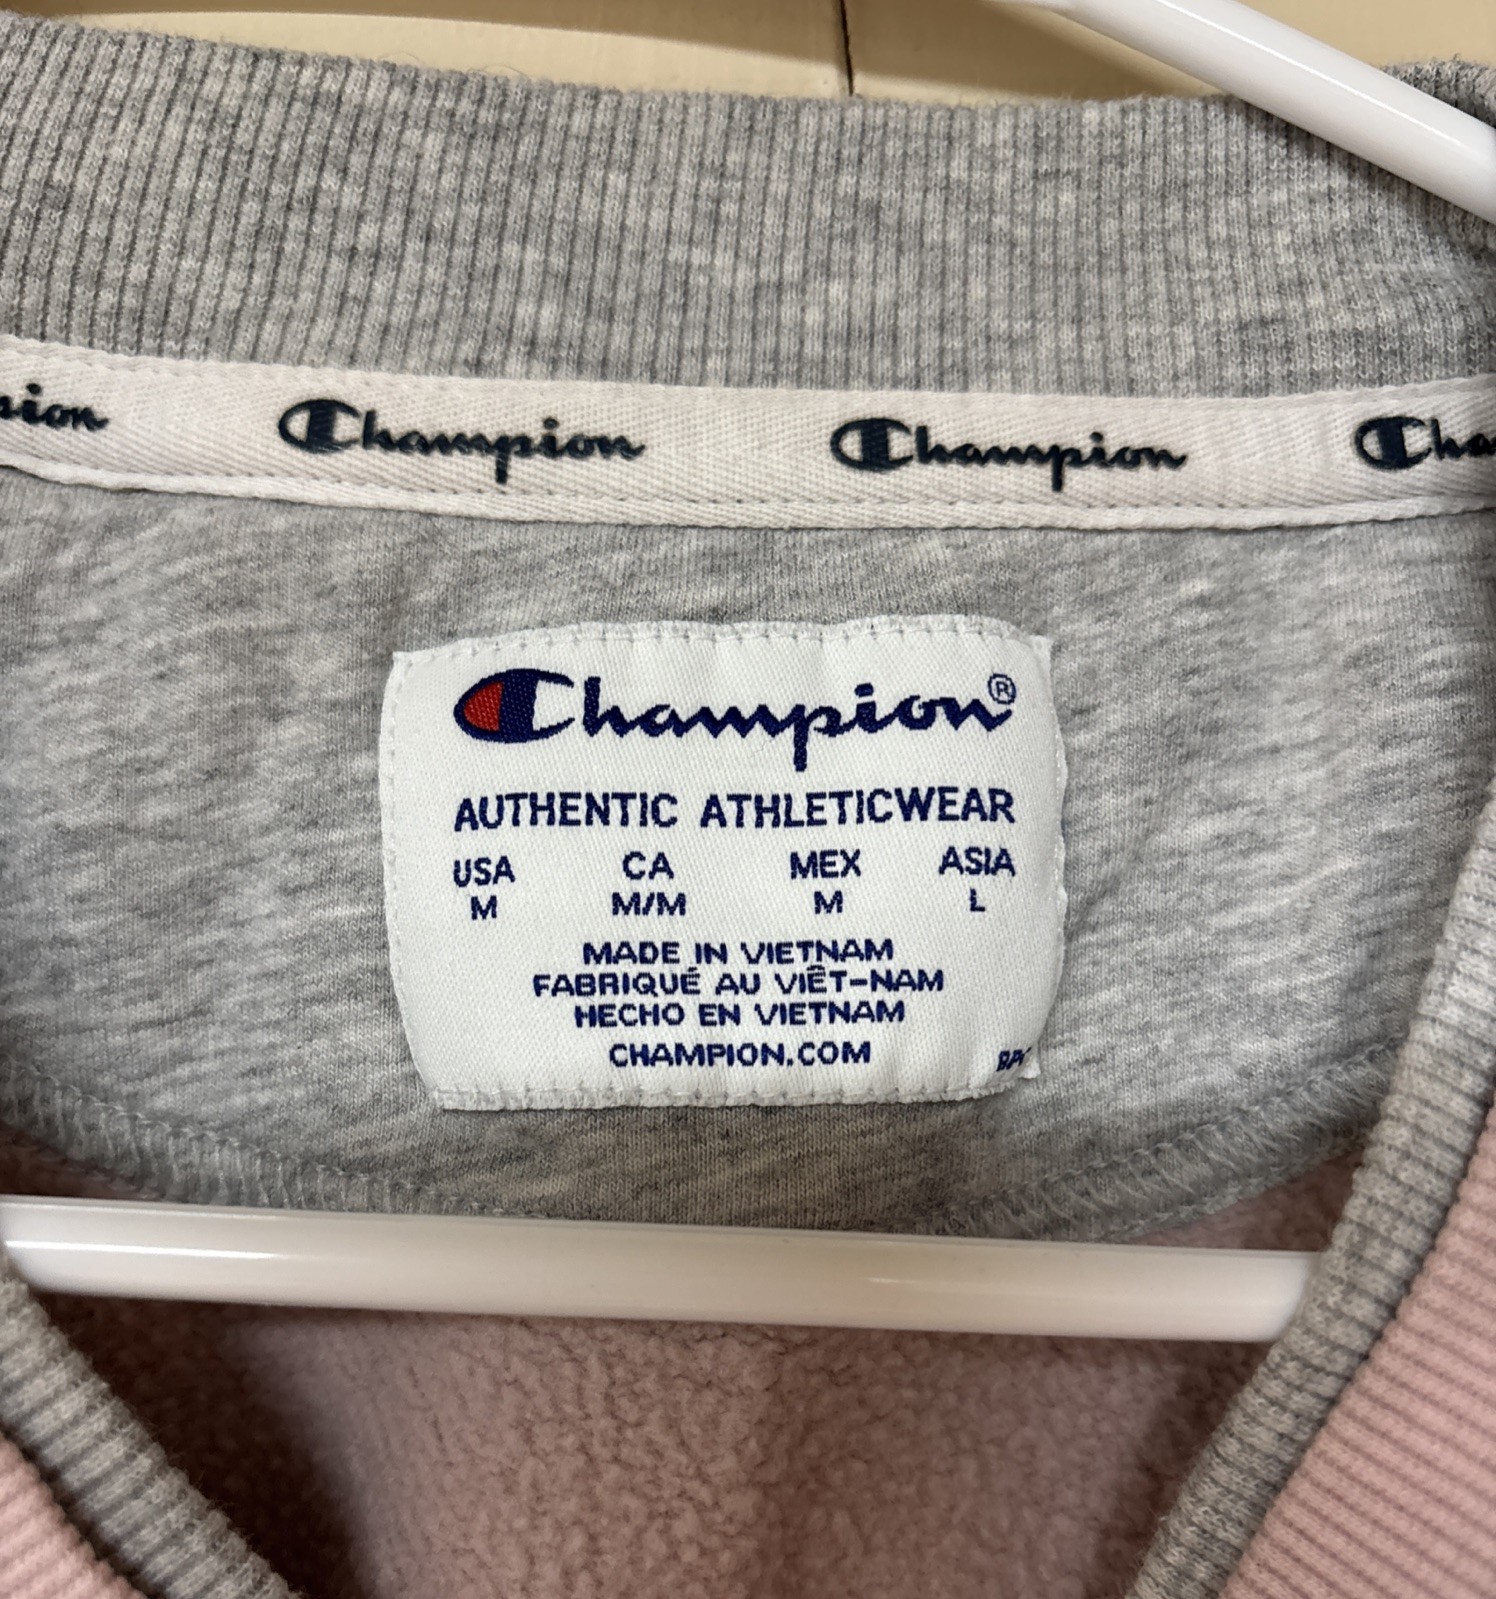 Champion Champion
Champion®
AUTHENTIC ATHLETICWEAR
USA CA MEX ASIA
M M/M M L
MADE IN VIETNAM
FABRIQUÉ AU VIÊT-NAM
HECHO EN VIETNAM
CHAMPION.COM